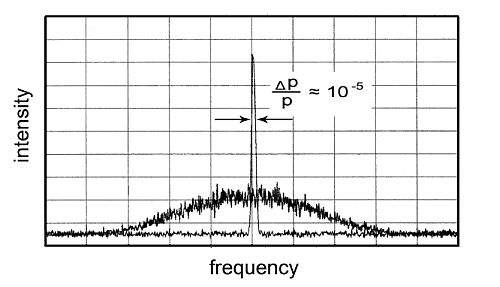 Δp
p ≈ 10⁻⁵
intensity
frequency